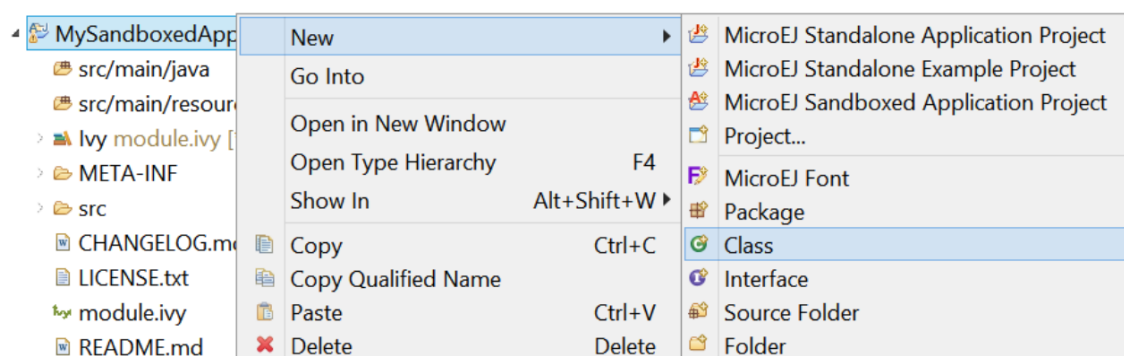 MySandboxedApp
src/main/java
src/main/resour
Ivy module.ivy [
META-INF
src
CHANGELOG.m
LICENSE.txt
module.ivy
README.md
New
Go Into
Open in New Window
Open Type Hierarchy F4
Show In Alt+Shift+W
Copy Ctrl+C
Copy Qualified Name
Paste Ctrl+V
Delete Delete
MicroEJ Standalone Application Project
MicroEJ Standalone Example Project
MicroEJ Sandboxed Application Project
Project...
MicroEJ Font
Package
Class
Interface
Source Folder
Folder